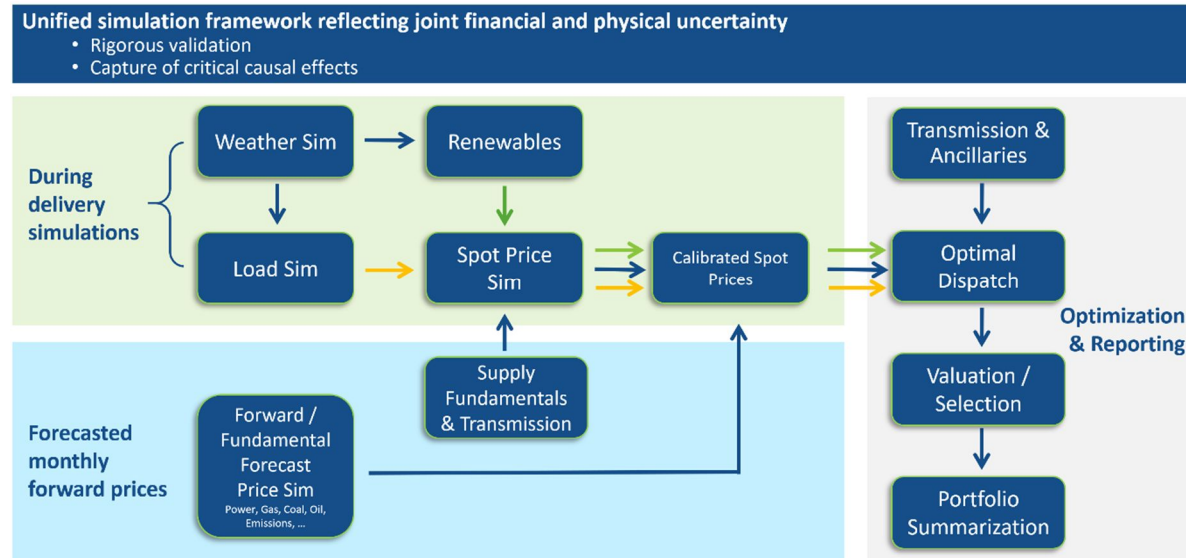 Unified simulation framework reflecting joint financial and physical uncertainty
• Rigorous validation
• Capture of critical causal effects
During
delivery
simulations
Weather Sim
Renewables
Load Sim
Spot Price
Sim
Calibrated Spot
Prices
Forecasted
monthly
forward prices
Forward /
Fundamental
Forecast
Price Sim
Power, Gas, Coal, Oil,
Emissions, ...
Supply
Fundamentals
& Transmission
Transmission &
Ancillaries
Optimal
Dispatch
Optimization
& Reporting
Valuation /
Selection
Portfolio
Summarization